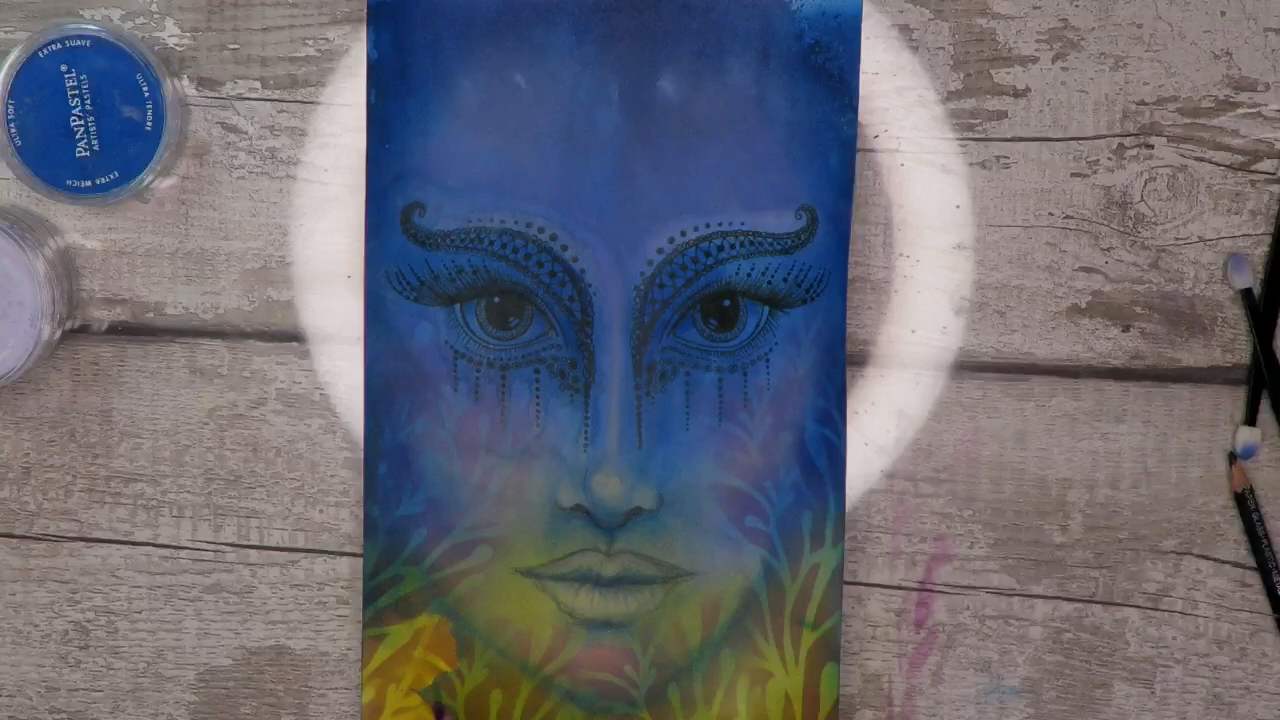 EXTRA SUAVE
ULTRA TENDRE
PANPASTEL®
ARTISTS' PASTELS
ULTRA SOFT
EXTRA WEICH